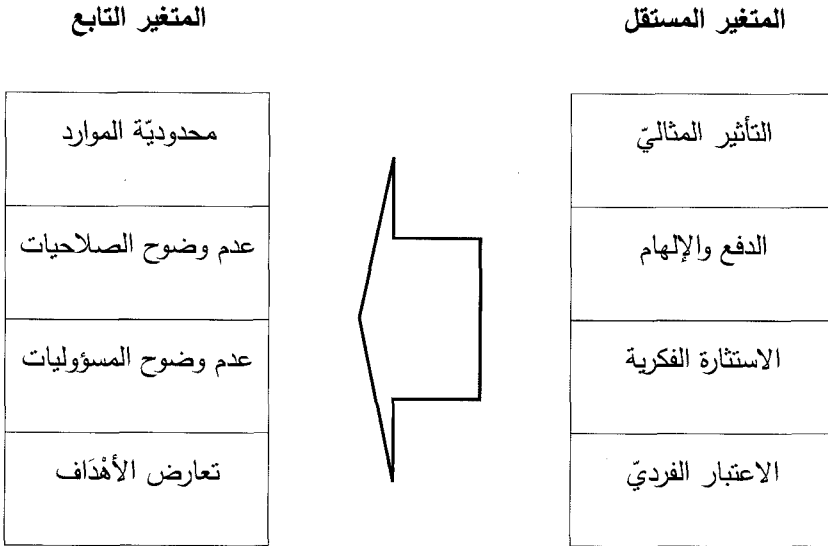 المتغير المستقل
التأثير المثاليّ
الدفع والإلهام
الاستثارة الفكرية
الاعتبار الفرديّ
المتغير التابع
محدوديّة الموارد
عدم وضوح الصلاحيات
عدم وضوح المسؤوليات
تعارض الأهْدَاف